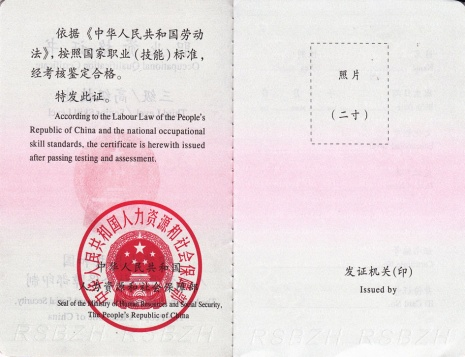 依据《中华人民共和国劳动
法》，按照国家职业（技能）标准，
经考核鉴定合格。
特发此证。
According to the Labour Law of the People's
Republic of China and the national occupational
skill standards, the certificate is herewith issued
after passing testing and assessment.
中华人民共和国人力资源和社会保障部
中华人民共和国
人力资源和社会保障部
Seal of the Ministry of Human Resources and Social Security,
The People's Republic of China
RSBZH RSBZH
照片
（二寸）
发证机关(印)
Issued by
RSBZH RSBZH